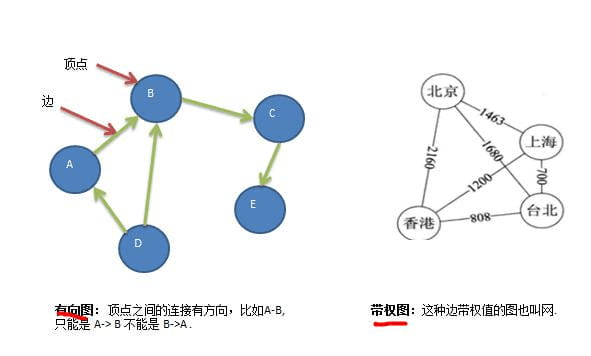 顶点
边
B
C
A
E
D
有向图：顶点之间的连接有方向，比如A-B,
只能是 A-> B 不能是 B->A .
北京
1463
上海
1680
2160
700
1200
香港
808
台北
带权图：这种边带权值的图也叫网.